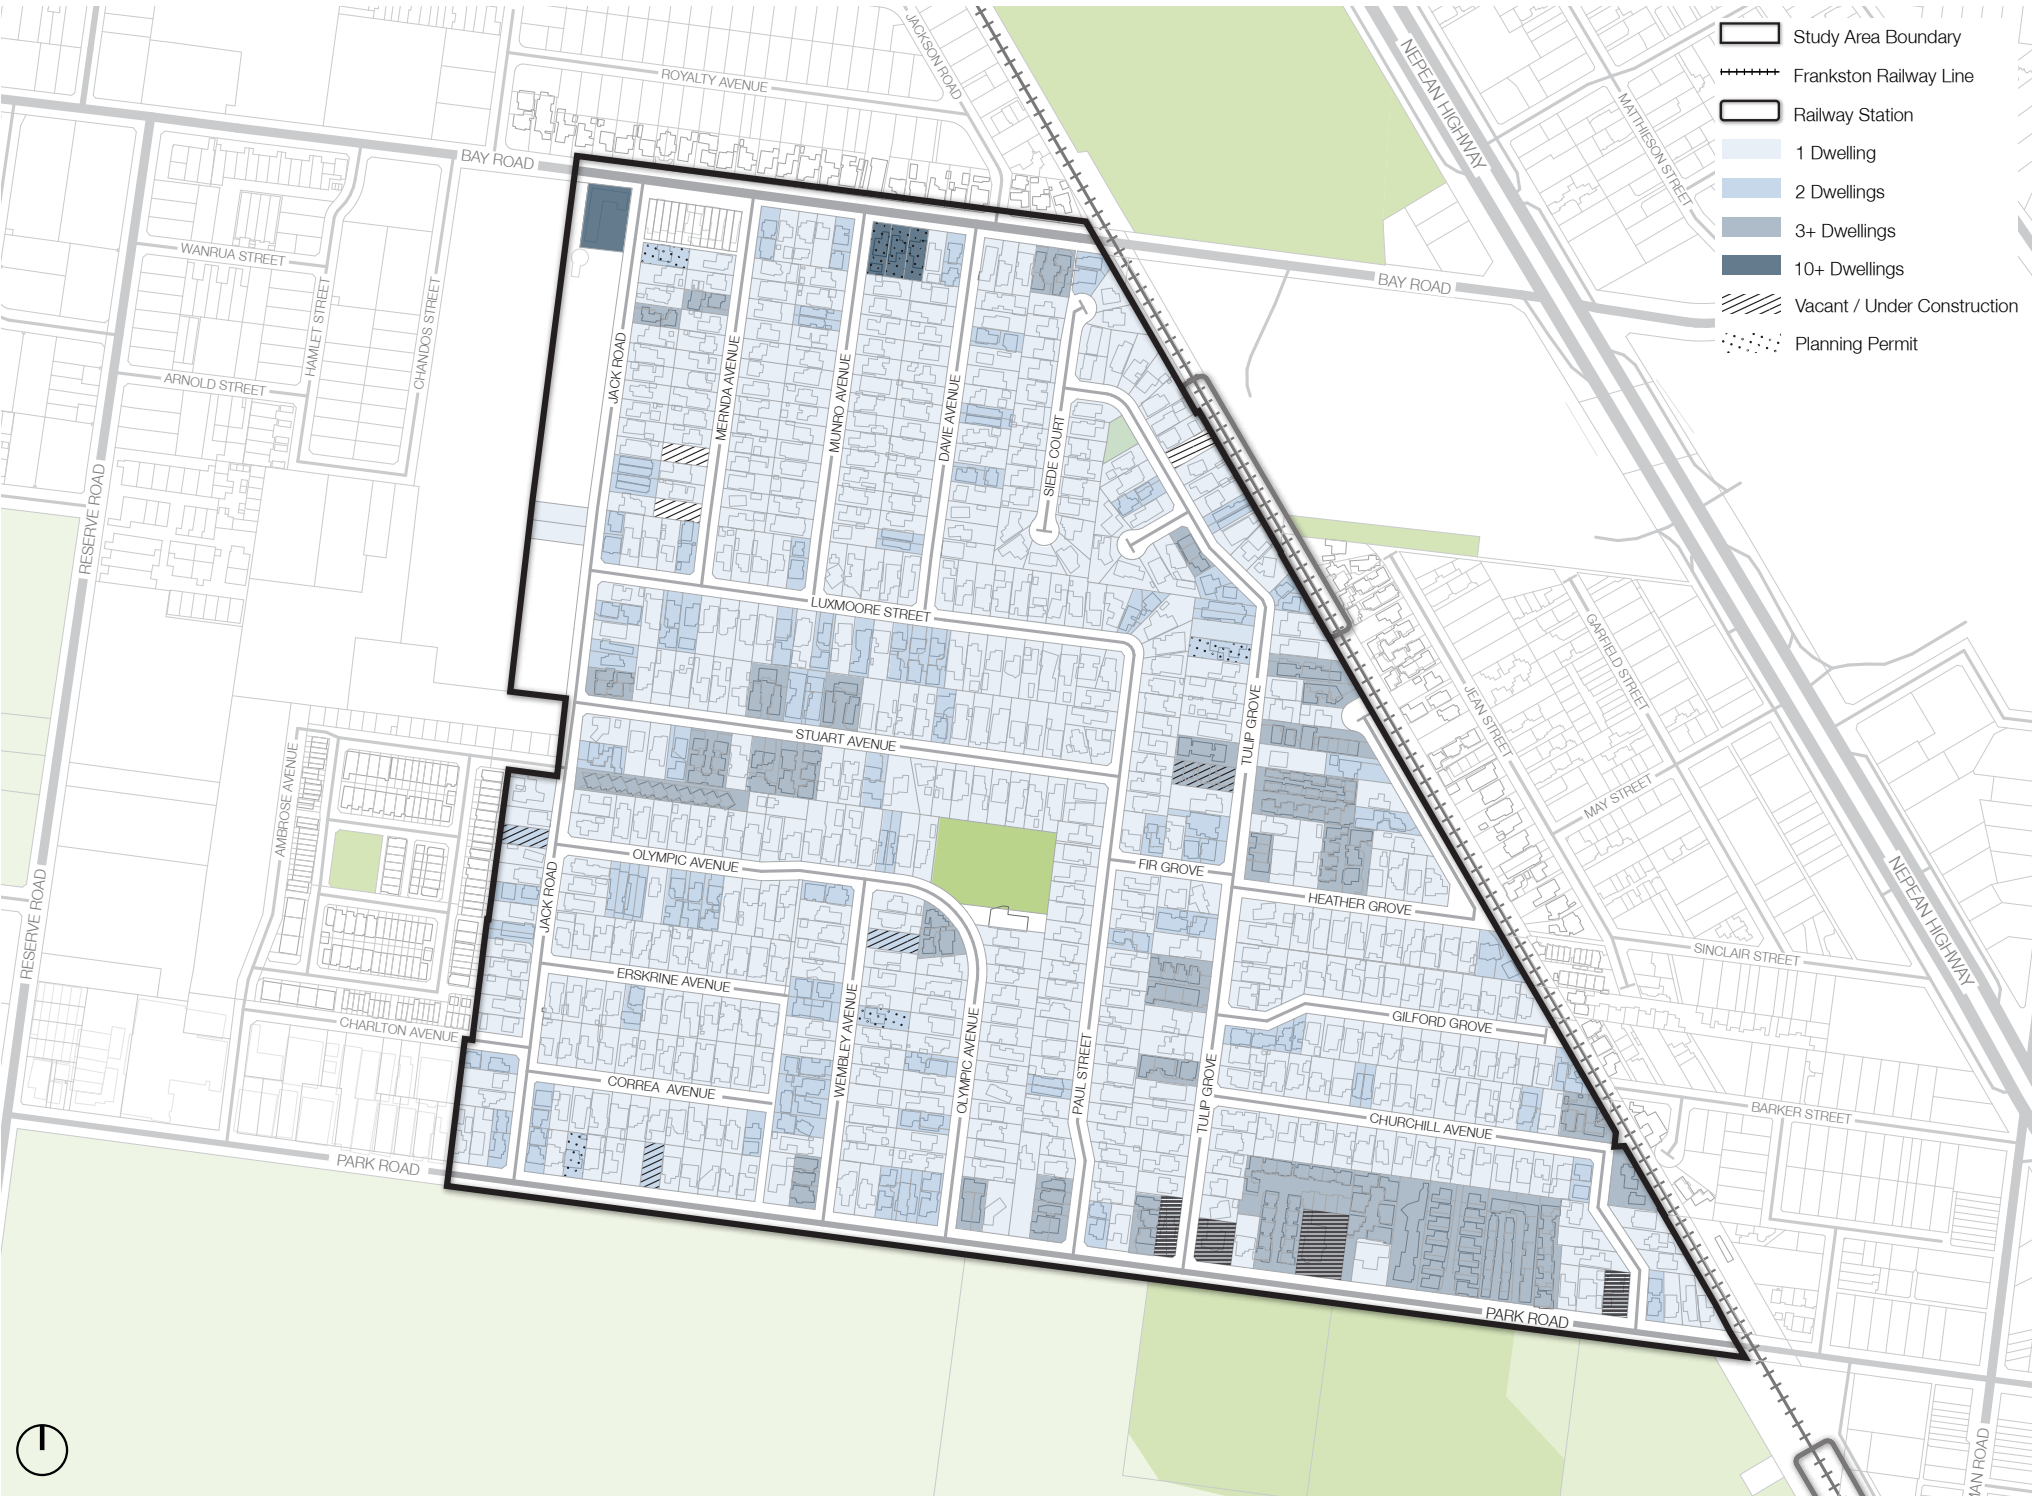 JACKSON ROAD
ROYALTY AVENUE
NEPEAN HIGHWAY
MATTHIESON STREET
Study Area Boundary
Frankston Railway Line
Railway Station
1 Dwelling
2 Dwellings
3+ Dwellings
10+ Dwellings
Vacant / Under Construction
Planning Permit
BAY ROAD
BAY ROAD
WANRUA STREET
HAMLET STREET
CHANDOS STREET
ARNOLD STREET
RESERVE ROAD
JACK ROAD
MERNDA AVENUE
MUNRO AVENUE
DAVIE AVENUE
SIEDE COURT
LUXMOORE STREET
GARFIELD STREET
JEAN STREET
MAY STREET
TULIP GROVE
STUART AVENUE
AMBROSE AVENUE
OLYMPIC AVENUE
FIR GROVE
HEATHER GROVE
JACK ROAD
RESERVE ROAD
NEPEAN HIGHWAY
SINCLAIR STREET
ERSKINE AVENUE
WEMBLEY AVENUE
OLYMPIC AVENUE
PAUL STREET
TULIP GROVE
GILFORD GROVE
CHARLTON AVENUE
CORREA AVENUE
CHURCHILL AVENUE
BARKER STREET
PARK ROAD
PARK ROAD
ROAD